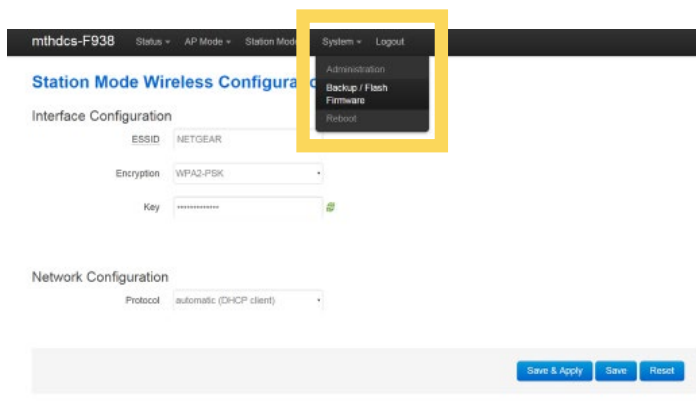 mthdcs-F938 Status AP Mode Station Mode System Logout
Administration
Backup / Flash
Firmware
Reboot
Station Mode Wireless
Interface Configuration
ESSID NETGEAR
Encryption WPA2-PSK
Key ••••••••••••
Network Configuration
Protocol automatic (DHCP client)
Save & Apply Save Reset